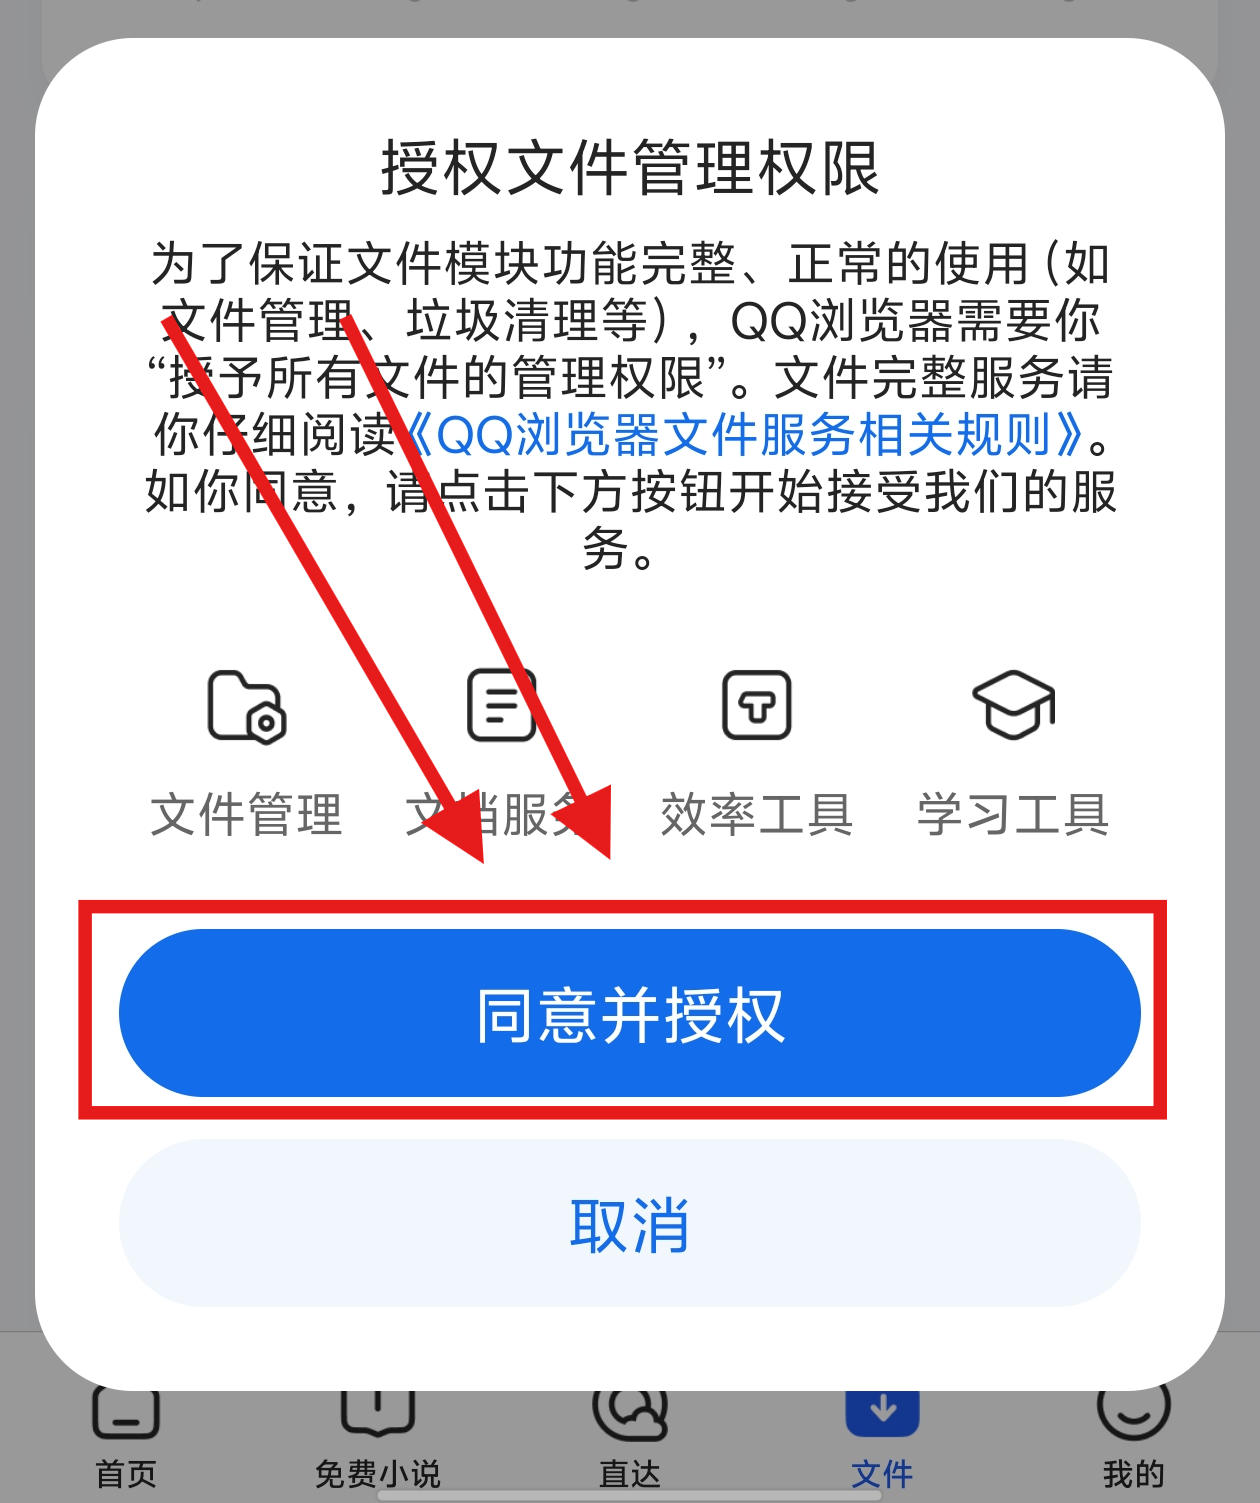 授权文件管理权限
为了保证文件模块功能完整、正常的使用（如
文件管理、垃圾清理等），QQ浏览器需要你
“授予所有文件的管理权限”。文件完整服务请
你仔细阅读《QQ浏览器文件服务相关规则》。
如你同意，请点击下方按钮开始接受我们的服
务。
文件管理 文档服务 效率工具 学习工具
同意并授权
取消
首页 免费小说 直达 文件 我的